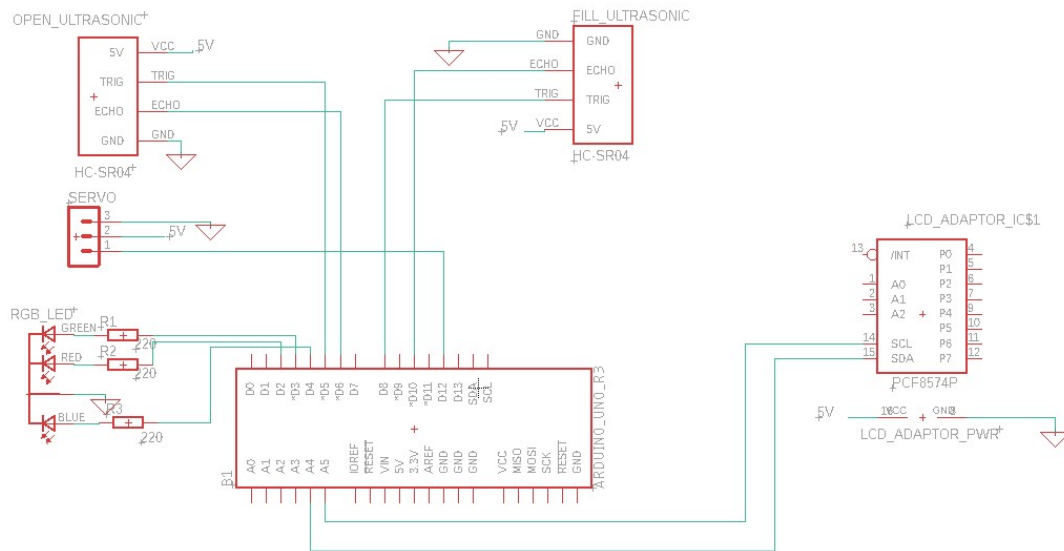 OPEN_ULTRASONIC
5V VCC 5V
TRIG TRIG
ECHO ECHO
GND GND
HC-SR04
FILL_ULTRASONIC
GND GND
ECHO ECHO
TRIG TRIG
5V VCC 5V
HC-SR04
SERVO
3
2 5V
1
RGB_LED
GREEN R1
220
RED R2
220
BLUE R3
220
D0 D1 D2 *D3 D4 *D5 *D6 D7 D8 *D9 *D10 *D11 D12 D13 SDA SCL
B1
ARDUINO_UNO_R3
A0 A1 A2 A3 A4 A5 IOREF RESET VIN 5V 3.3V AREF GND GND GND VCC MISO MOSI SCK RESET GND
LCD_ADAPTOR_IC$1
13 /INT P0 4
P1 5
1 A0 P2 6
2 A1 P3 7
3 A2 P4 9
P5 10
14 SCL P6 11
15 SDA P7 12
PCF8574P
5V 16 VCC GND 8
LCD_ADAPTOR_PWR